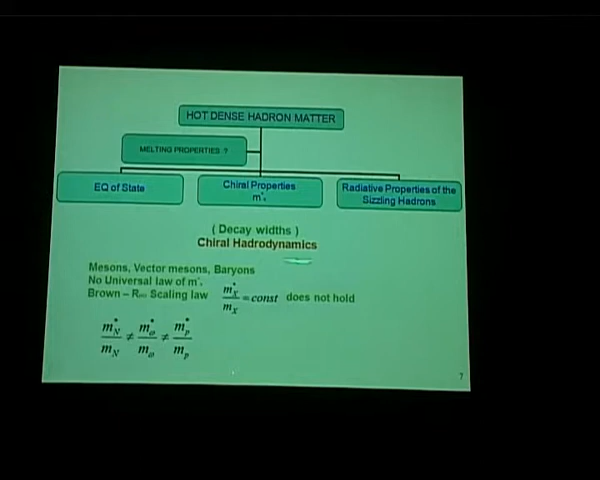 HOT DENSE HADRON MATTER
MELTING PROPERTIES ?
EQ of State
Chiral Properties
m*
Radiative Properties of the
Sizzling Hadrons
( Decay widths )
Chiral Hadrodynamics
Mesons, Vector mesons, Baryons
No Universal law of m*.
Brown – Scaling law m*x / mx = const does not hold
m*N / mN ≠ m*ω / mω ≠ m*ρ / mρ
7